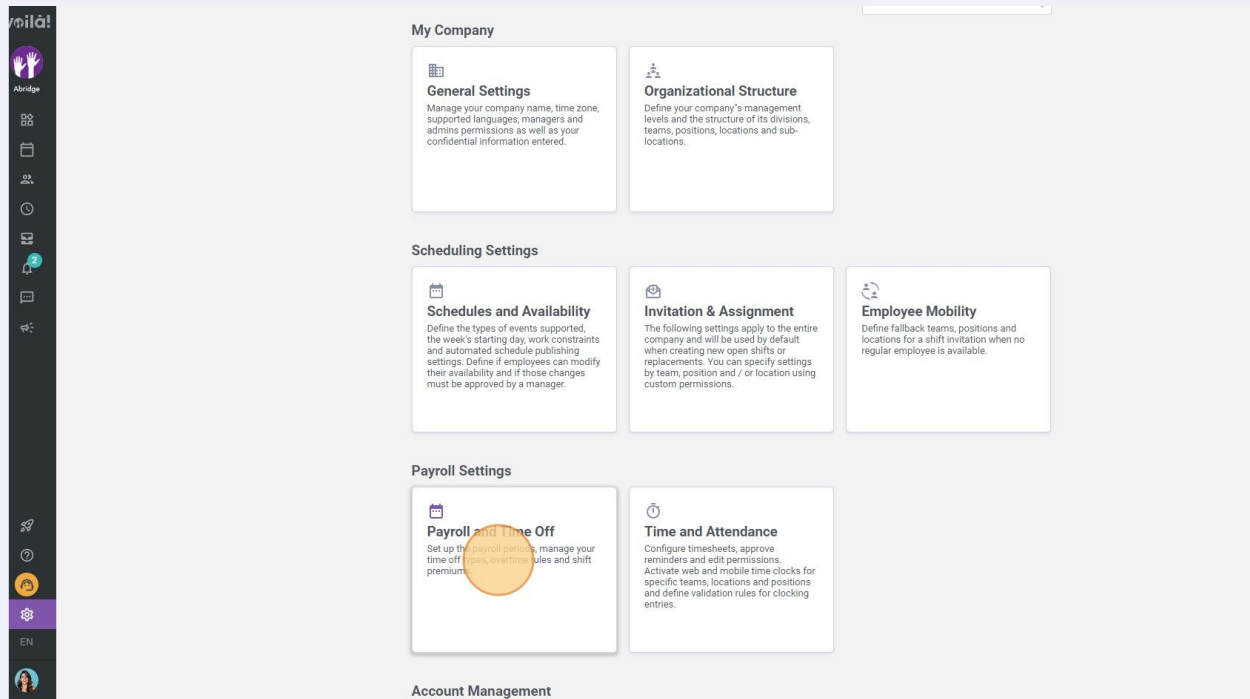 voilà!
Abridge
2
EN
My Company
General Settings
Manage your company name, time zone,
supported languages, managers and
admins permissions as well as your
confidential information entered.
Organizational Structure
Define your company"s management
levels and the structure of its divisions,
teams, positions, locations and sub-
locations.
Scheduling Settings
Schedules and Availability
Define the types of events supported,
the week's starting day, work constraints
and automated schedule publishing
settings. Define if employees can modify
their availability and if those changes
must be approved by a manager.
Invitation & Assignment
The following settings apply to the entire
company and will be used by default
when creating new open shifts or
replacements. You can specify settings
by team, position and / or location using
custom permissions.
Employee Mobility
Define fallback teams, positions and
locations for a shift invitation when no
regular employee is available.
Payroll Settings
Payroll and Time Off
Set up the payroll periods, manage your
time off types, overtime rules and shift
premiums.
Time and Attendance
Configure timesheets, approve
reminders and edit permissions.
Activate web and mobile time clocks for
specific teams, locations and positions
and define validation rules for clocking
entries.
Account Management